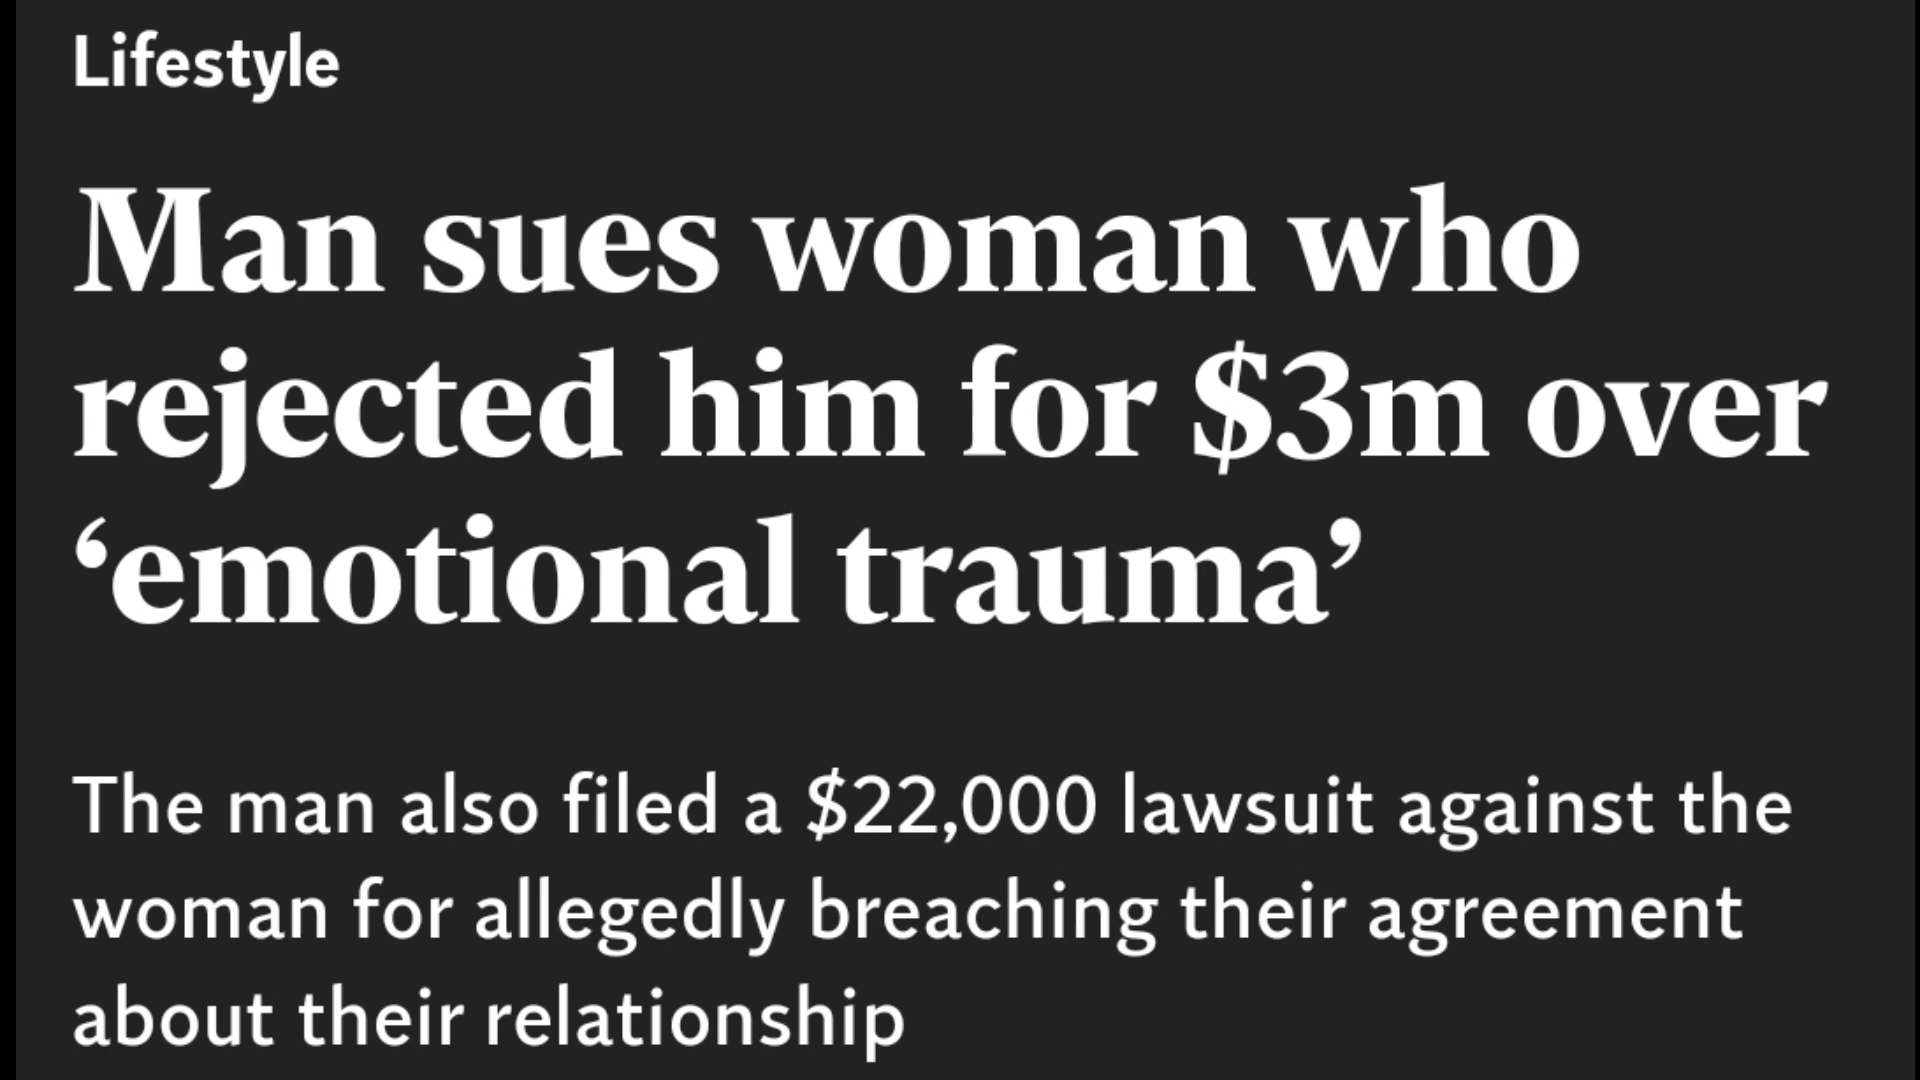 Lifestyle
Man sues woman who
rejected him for $3m over
‘emotional trauma’
The man also filed a $22,000 lawsuit against the
woman for allegedly breaching their agreement
about their relationship